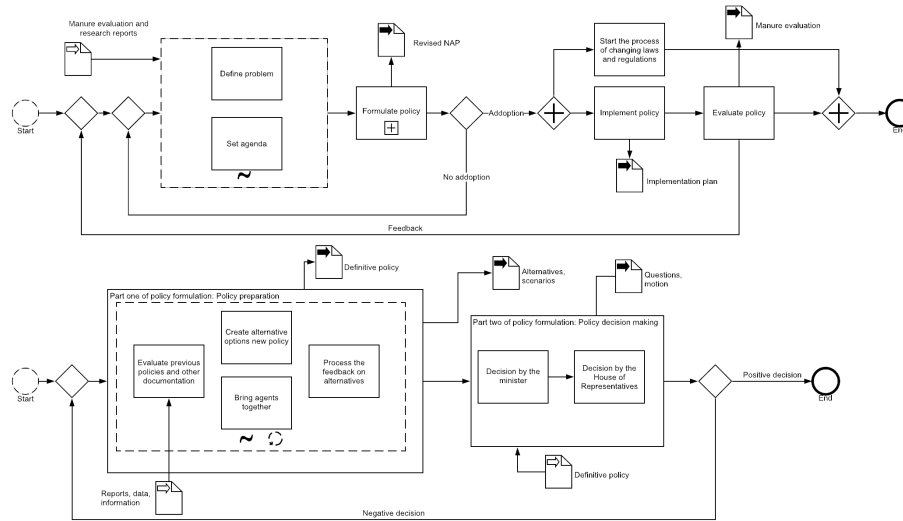 Manure evaluation and
research reports
Revised NAP
Manure evaluation
Start the process
of changing laws
and regulations
Define problem
Formulate policy
Adoption
Implement policy
Evaluate policy
Start
En
Set agenda
No addoption
Implementation plan
Feedback
Definitive policy
Alternatives,
scenarios
Questions,
motion
Part one of policy formulation: Policy preparation
Part two of policy formulation: Policy decision making
Create alternative
options new policy
Evaluate previous
policies and other
documentation
Process the
feedback on
alternatives
Decision by the
minister
Decision by the
House of
Representatives
Positive decision
Start
End
Bring agents
together
Definitive policy
Reports, data,
information
Negative decision